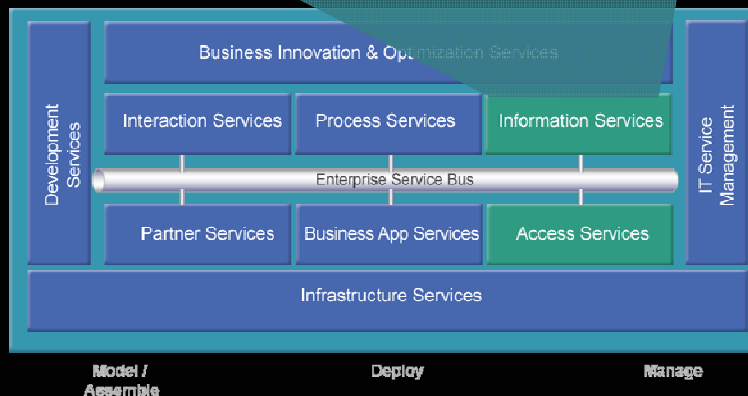 Business Innovation & Optimization Services
Development
Services
Interaction Services
Process Services
Information Services
IT Service
Management
Enterprise Service Bus
Partner Services
Business App Services
Access Services
Infrastructure Services
Model /
Assemble
Deploy
Manage